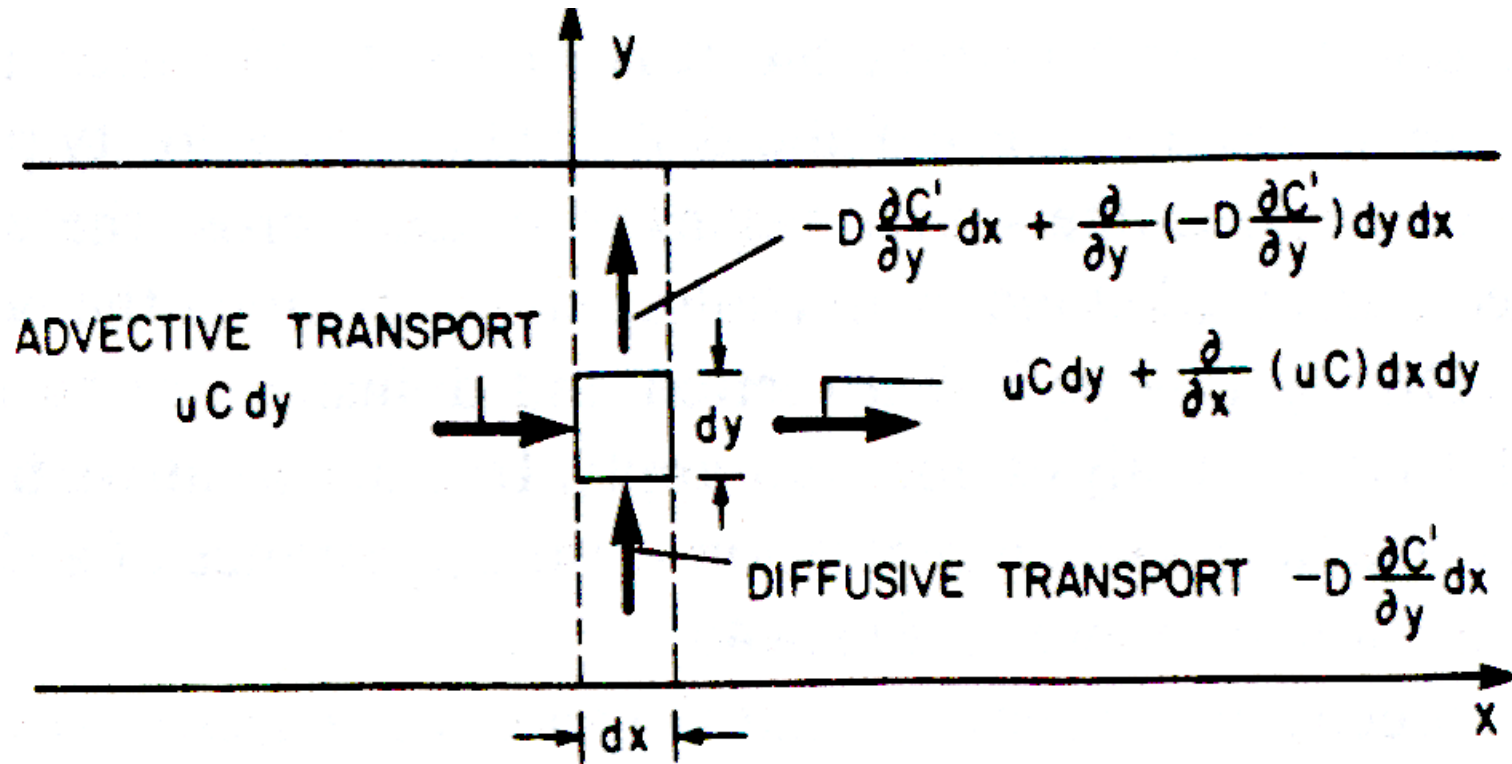 y
-D ∂C'/∂y dx + ∂/∂y (-D ∂C'/∂y) dy dx
ADVECTIVE TRANSPORT
uC dy
uC dy + ∂/∂x (uC) dx dy
dy
DIFFUSIVE TRANSPORT -D ∂C'/∂y dx
x
dx